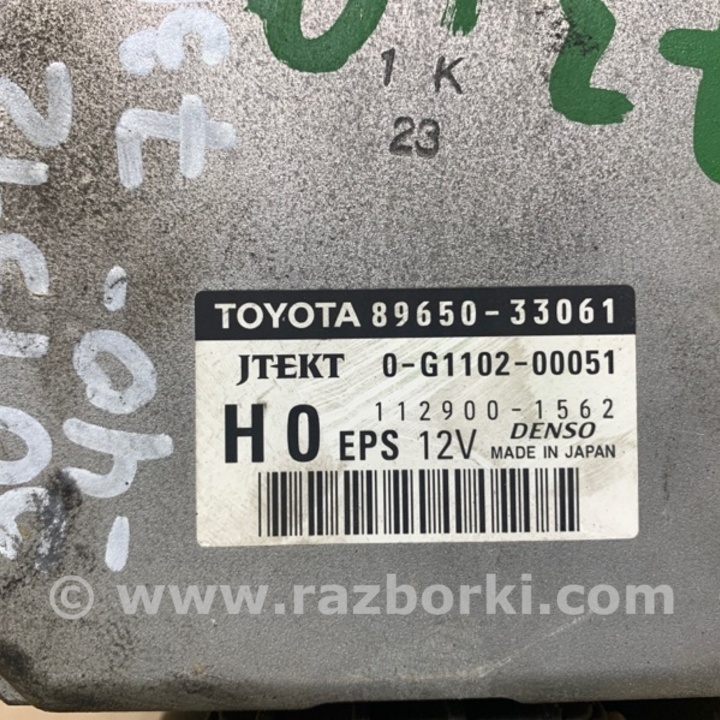 1 K
23
TOYOTA 89650-33061
JTEKT 0-G1102-00051
112900-1562
H0 EPS 12V DENSO
MADE IN JAPAN
© www.razborki.com